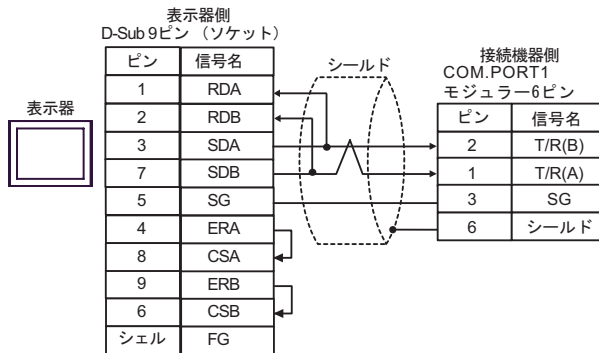 表示器側
D-Sub 9ピン （ソケット）
ピン 信号名
1 RDA
2 RDB
3 SDA
7 SDB
5 SG
4 ERA
8 CSA
9 ERB
6 CSB
シェル FG
表示器
シールド
接続機器側
COM.PORT1
モジュラー6ピン
ピン 信号名
2 T/R(B)
1 T/R(A)
3 SG
6 シールド